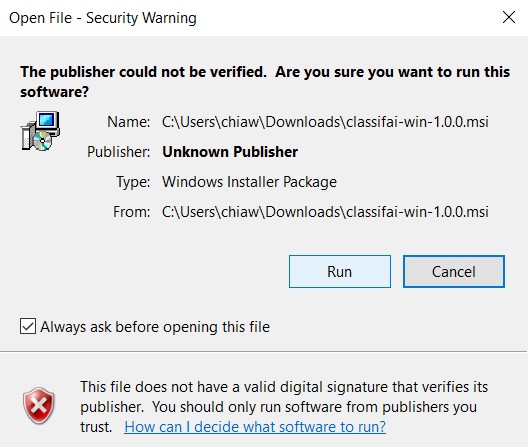 Open File - Security Warning
The publisher could not be verified.  Are you sure you want to run this
software?
Name: C:\Users\chiaw\Downloads\classifai-win-1.0.0.msi
Publisher: Unknown Publisher
Type: Windows Installer Package
From: C:\Users\chiaw\Downloads\classifai-win-1.0.0.msi
Run Cancel
Always ask before opening this file
This file does not have a valid digital signature that verifies its
publisher.  You should only run software from publishers you
trust.  How can I decide what software to run?